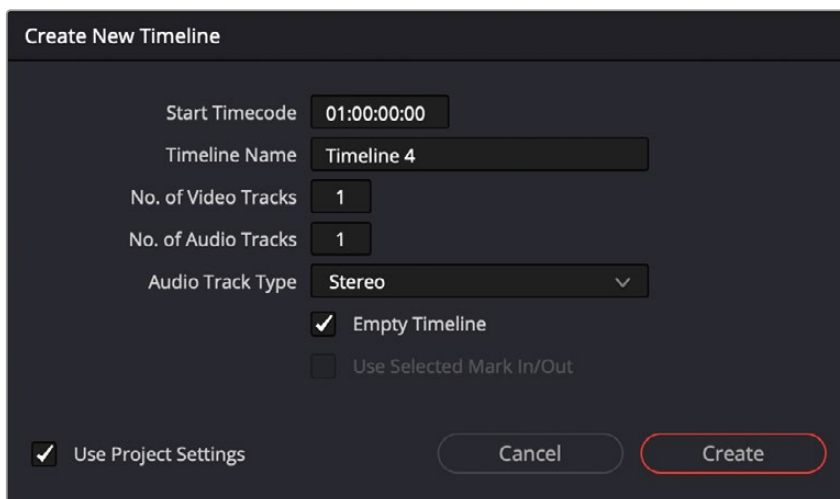 Create New Timeline
Start Timecode 01:00:00:00
Timeline Name Timeline 4
No. of Video Tracks 1
No. of Audio Tracks 1
Audio Track Type Stereo
Empty Timeline
Use Selected Mark In/Out
Use Project Settings Cancel Create